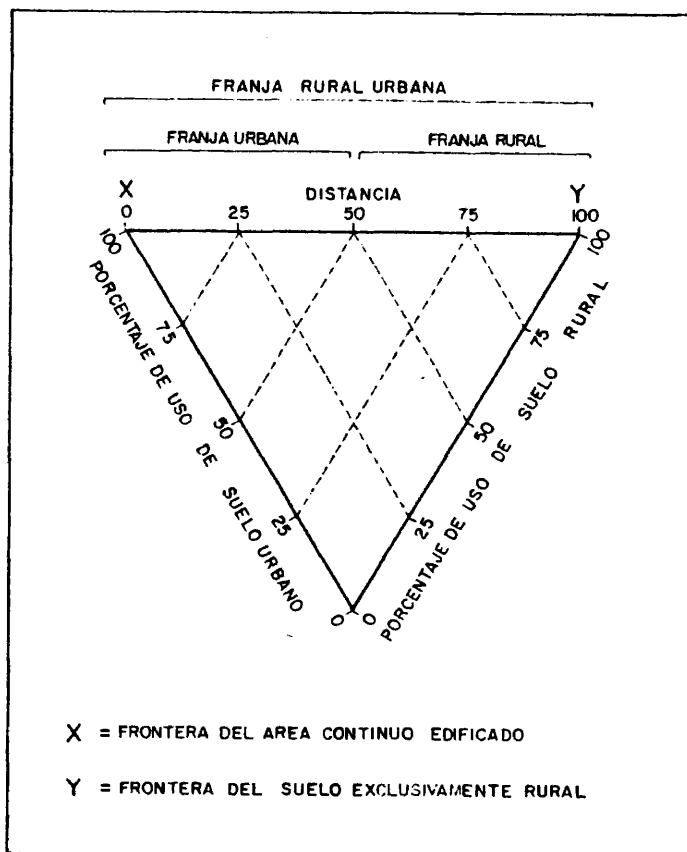 FRANJA RURAL URBANA
FRANJA URBANA FRANJA RURAL
X DISTANCIA Y
0 25 50 75 100
100 100
PORCENTAJE DE USO DE SUELO URBANO
75 50 25 0
PORCENTAJE DE USO DE SUELO RURAL
75 50 25 0
X = FRONTERA DEL AREA CONTINUO EDIFICADO
Y = FRONTERA DEL SUELO EXCLUSIVAMENTE RURAL